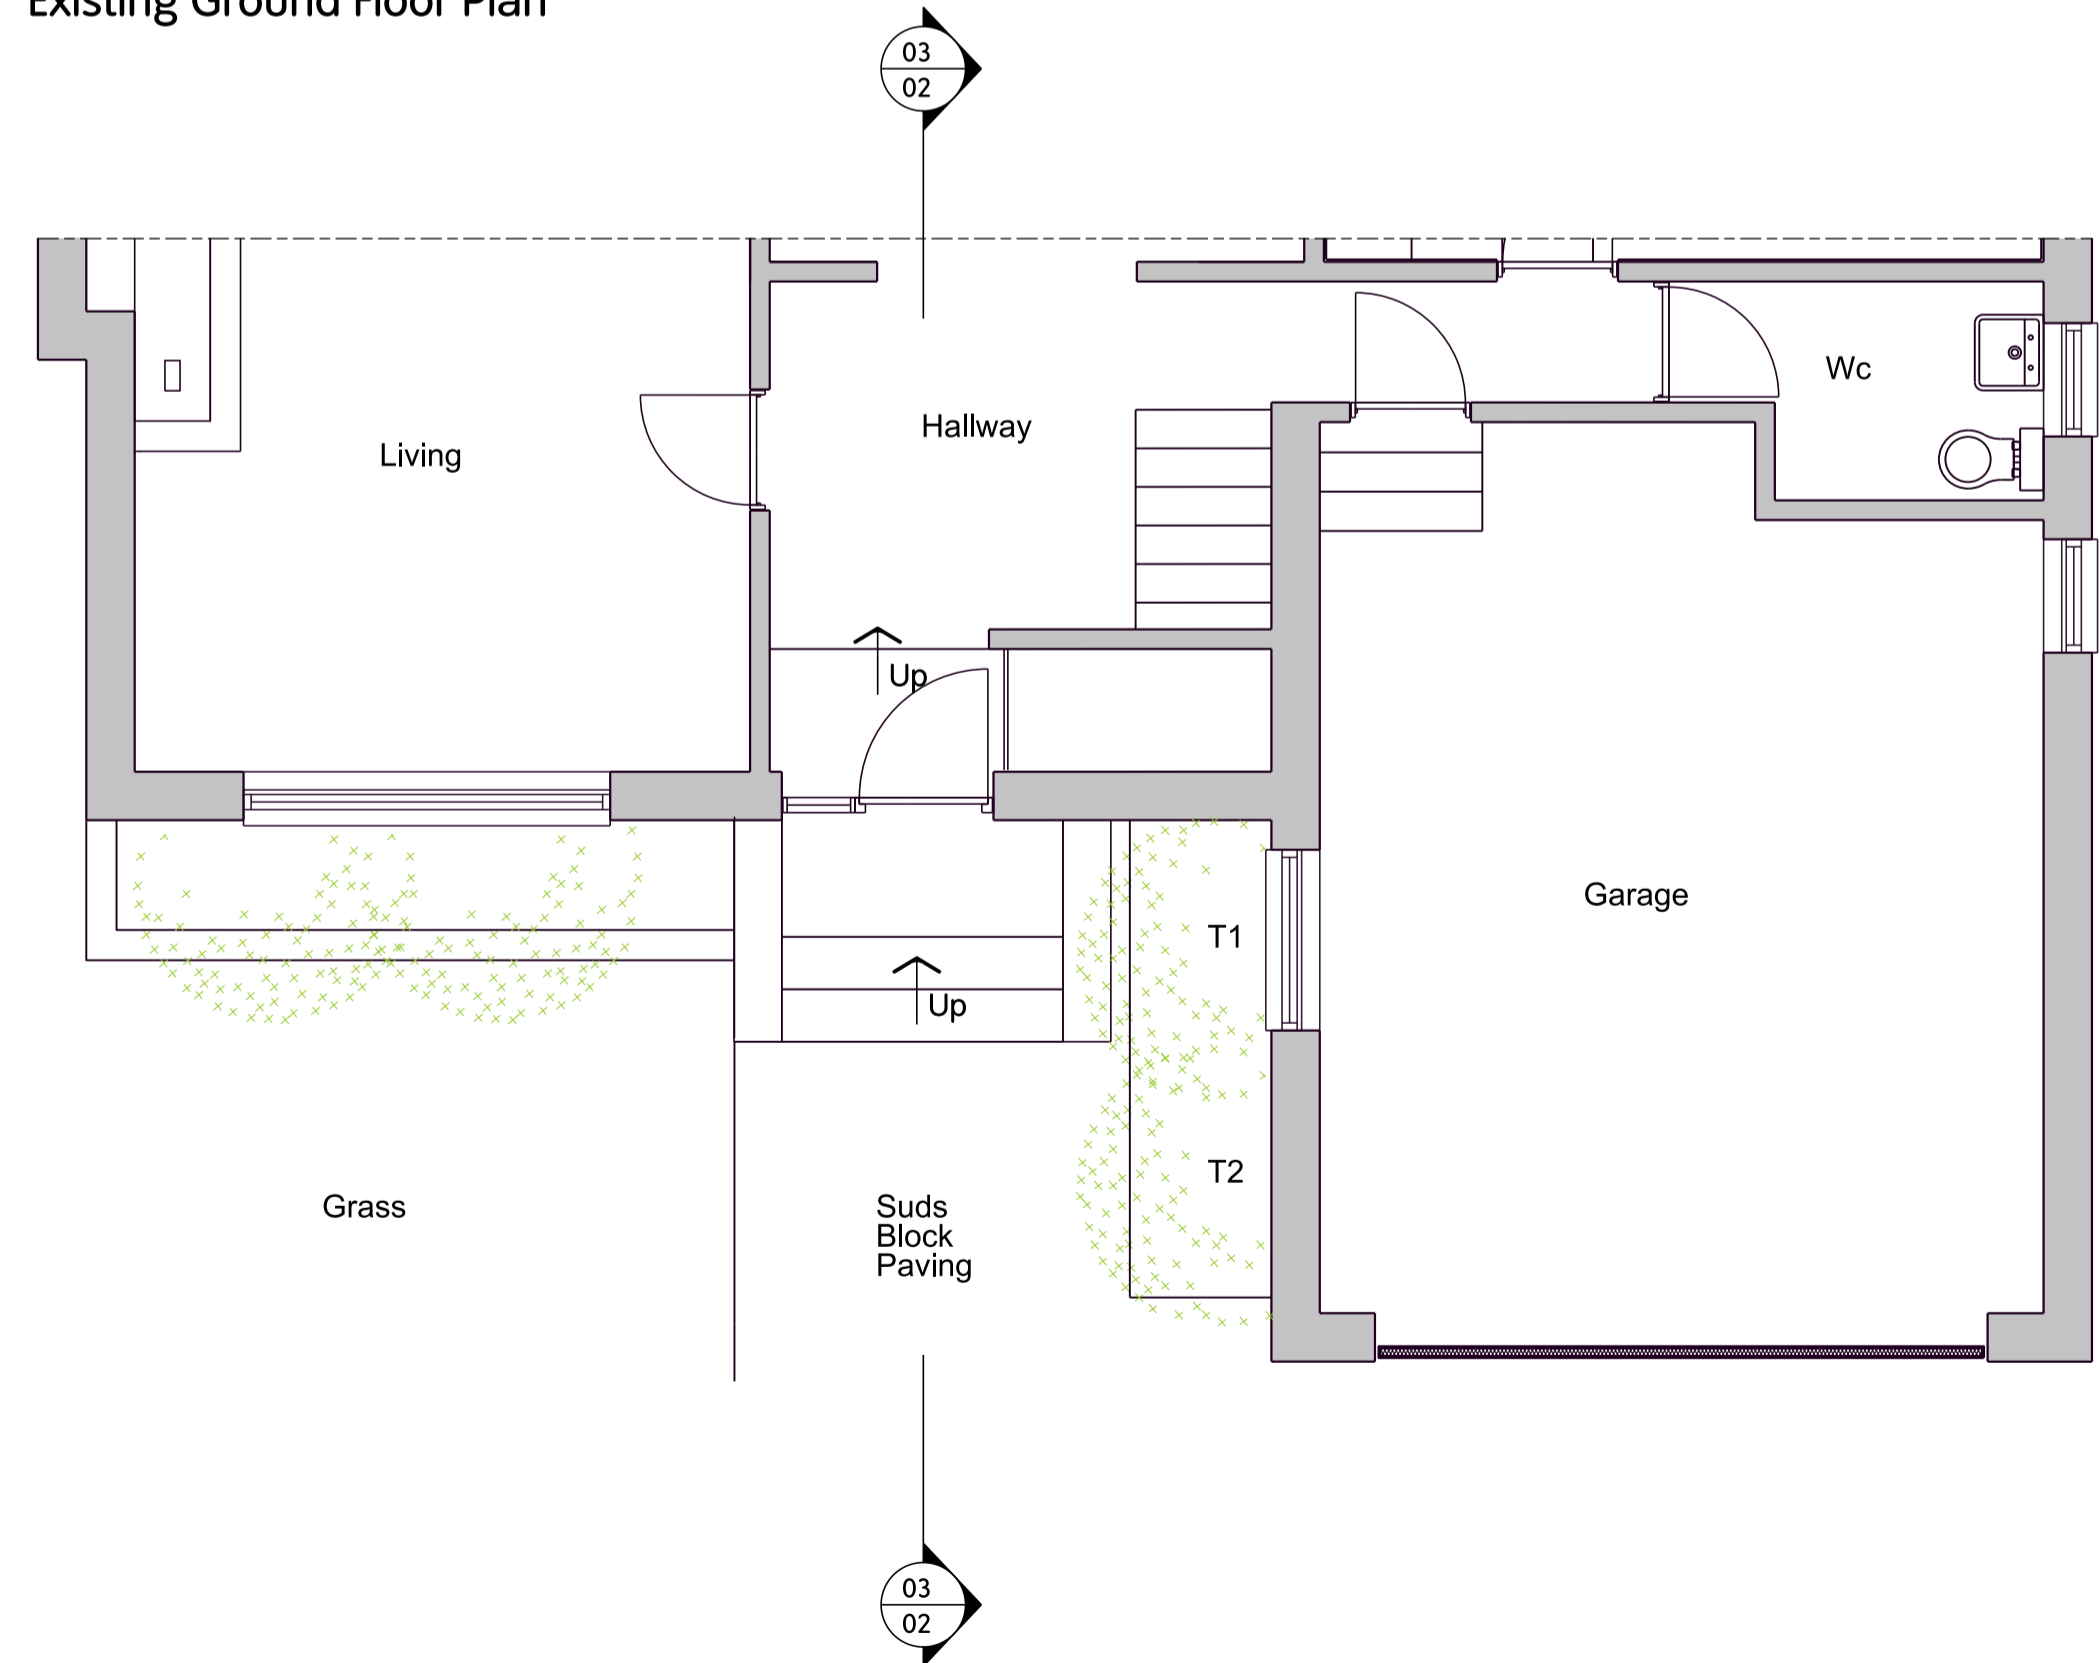 Existing Ground Floor Plan
03
02
Wc
Hallway
Living
Up
Garage
T1
Up
T2
Grass
Suds
Block
Paving
03
02